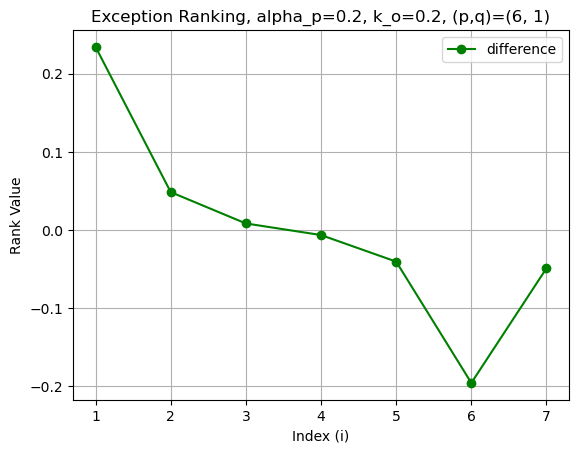 Exception Ranking, alpha_p=0.2, k_o=0.2, (p,q)=(6, 1)
difference
0.2
0.1
0.0
−0.1
−0.2
Rank Value
1 2 3 4 5 6 7
Index (i)